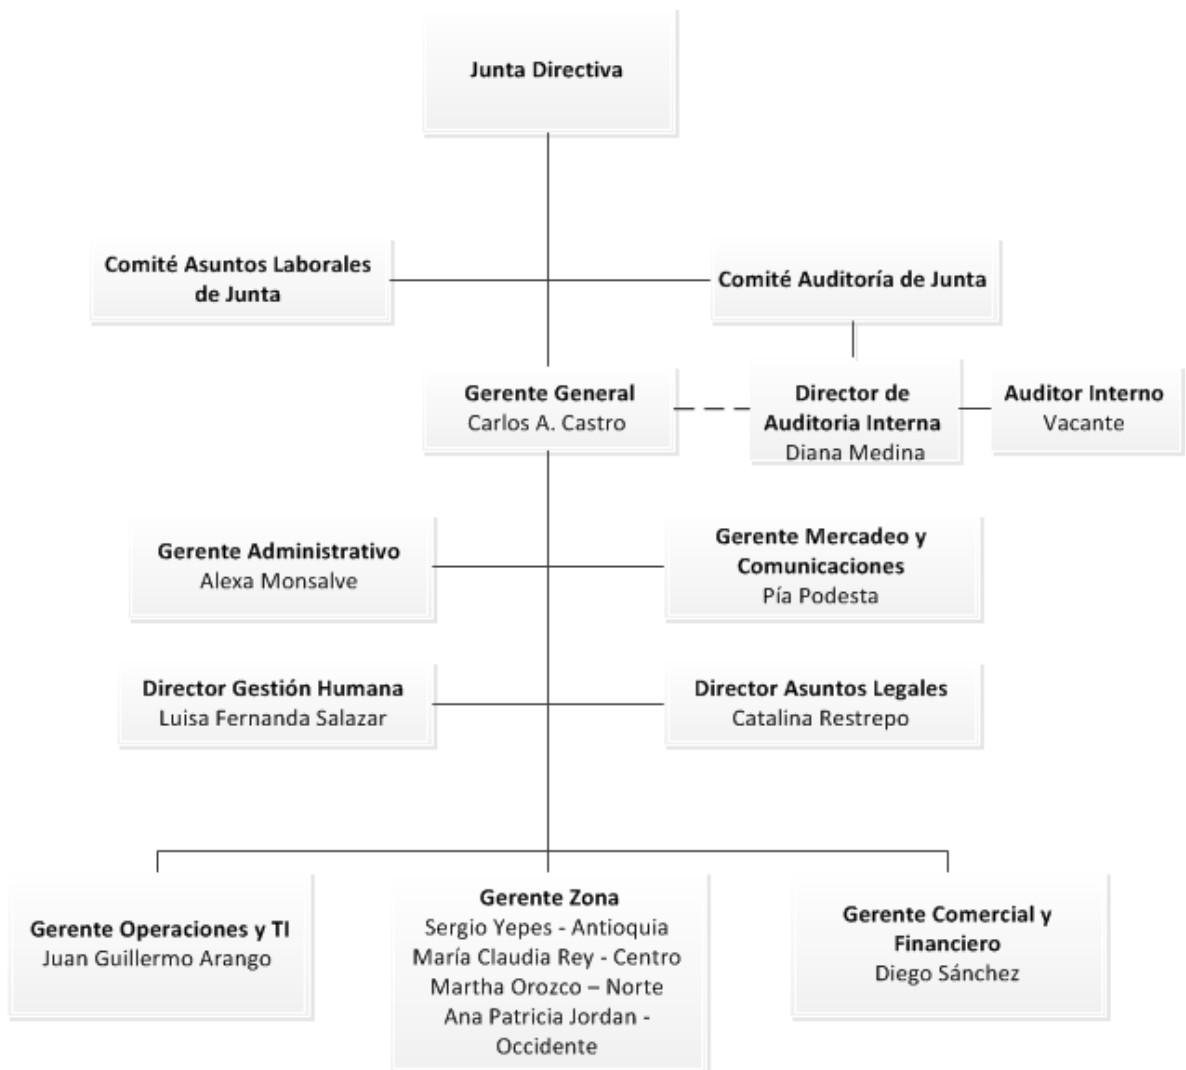 Junta Directiva
Comité Asuntos Laborales
de Junta
Comité Auditoría de Junta
Gerente General
Carlos A. Castro
Director de
Auditoria Interna
Diana Medina
Auditor Interno
Vacante
Gerente Administrativo
Alexa Monsalve
Gerente Mercadeo y
Comunicaciones
Pía Podesta
Director Gestión Humana
Luisa Fernanda Salazar
Director Asuntos Legales
Catalina Restrepo
Gerente Operaciones y TI
Juan Guillermo Arango
Gerente Zona
Sergio Yepes - Antioquia
María Claudia Rey - Centro
Martha Orozco – Norte
Ana Patricia Jordan -
Occidente
Gerente Comercial y
Financiero
Diego Sánchez